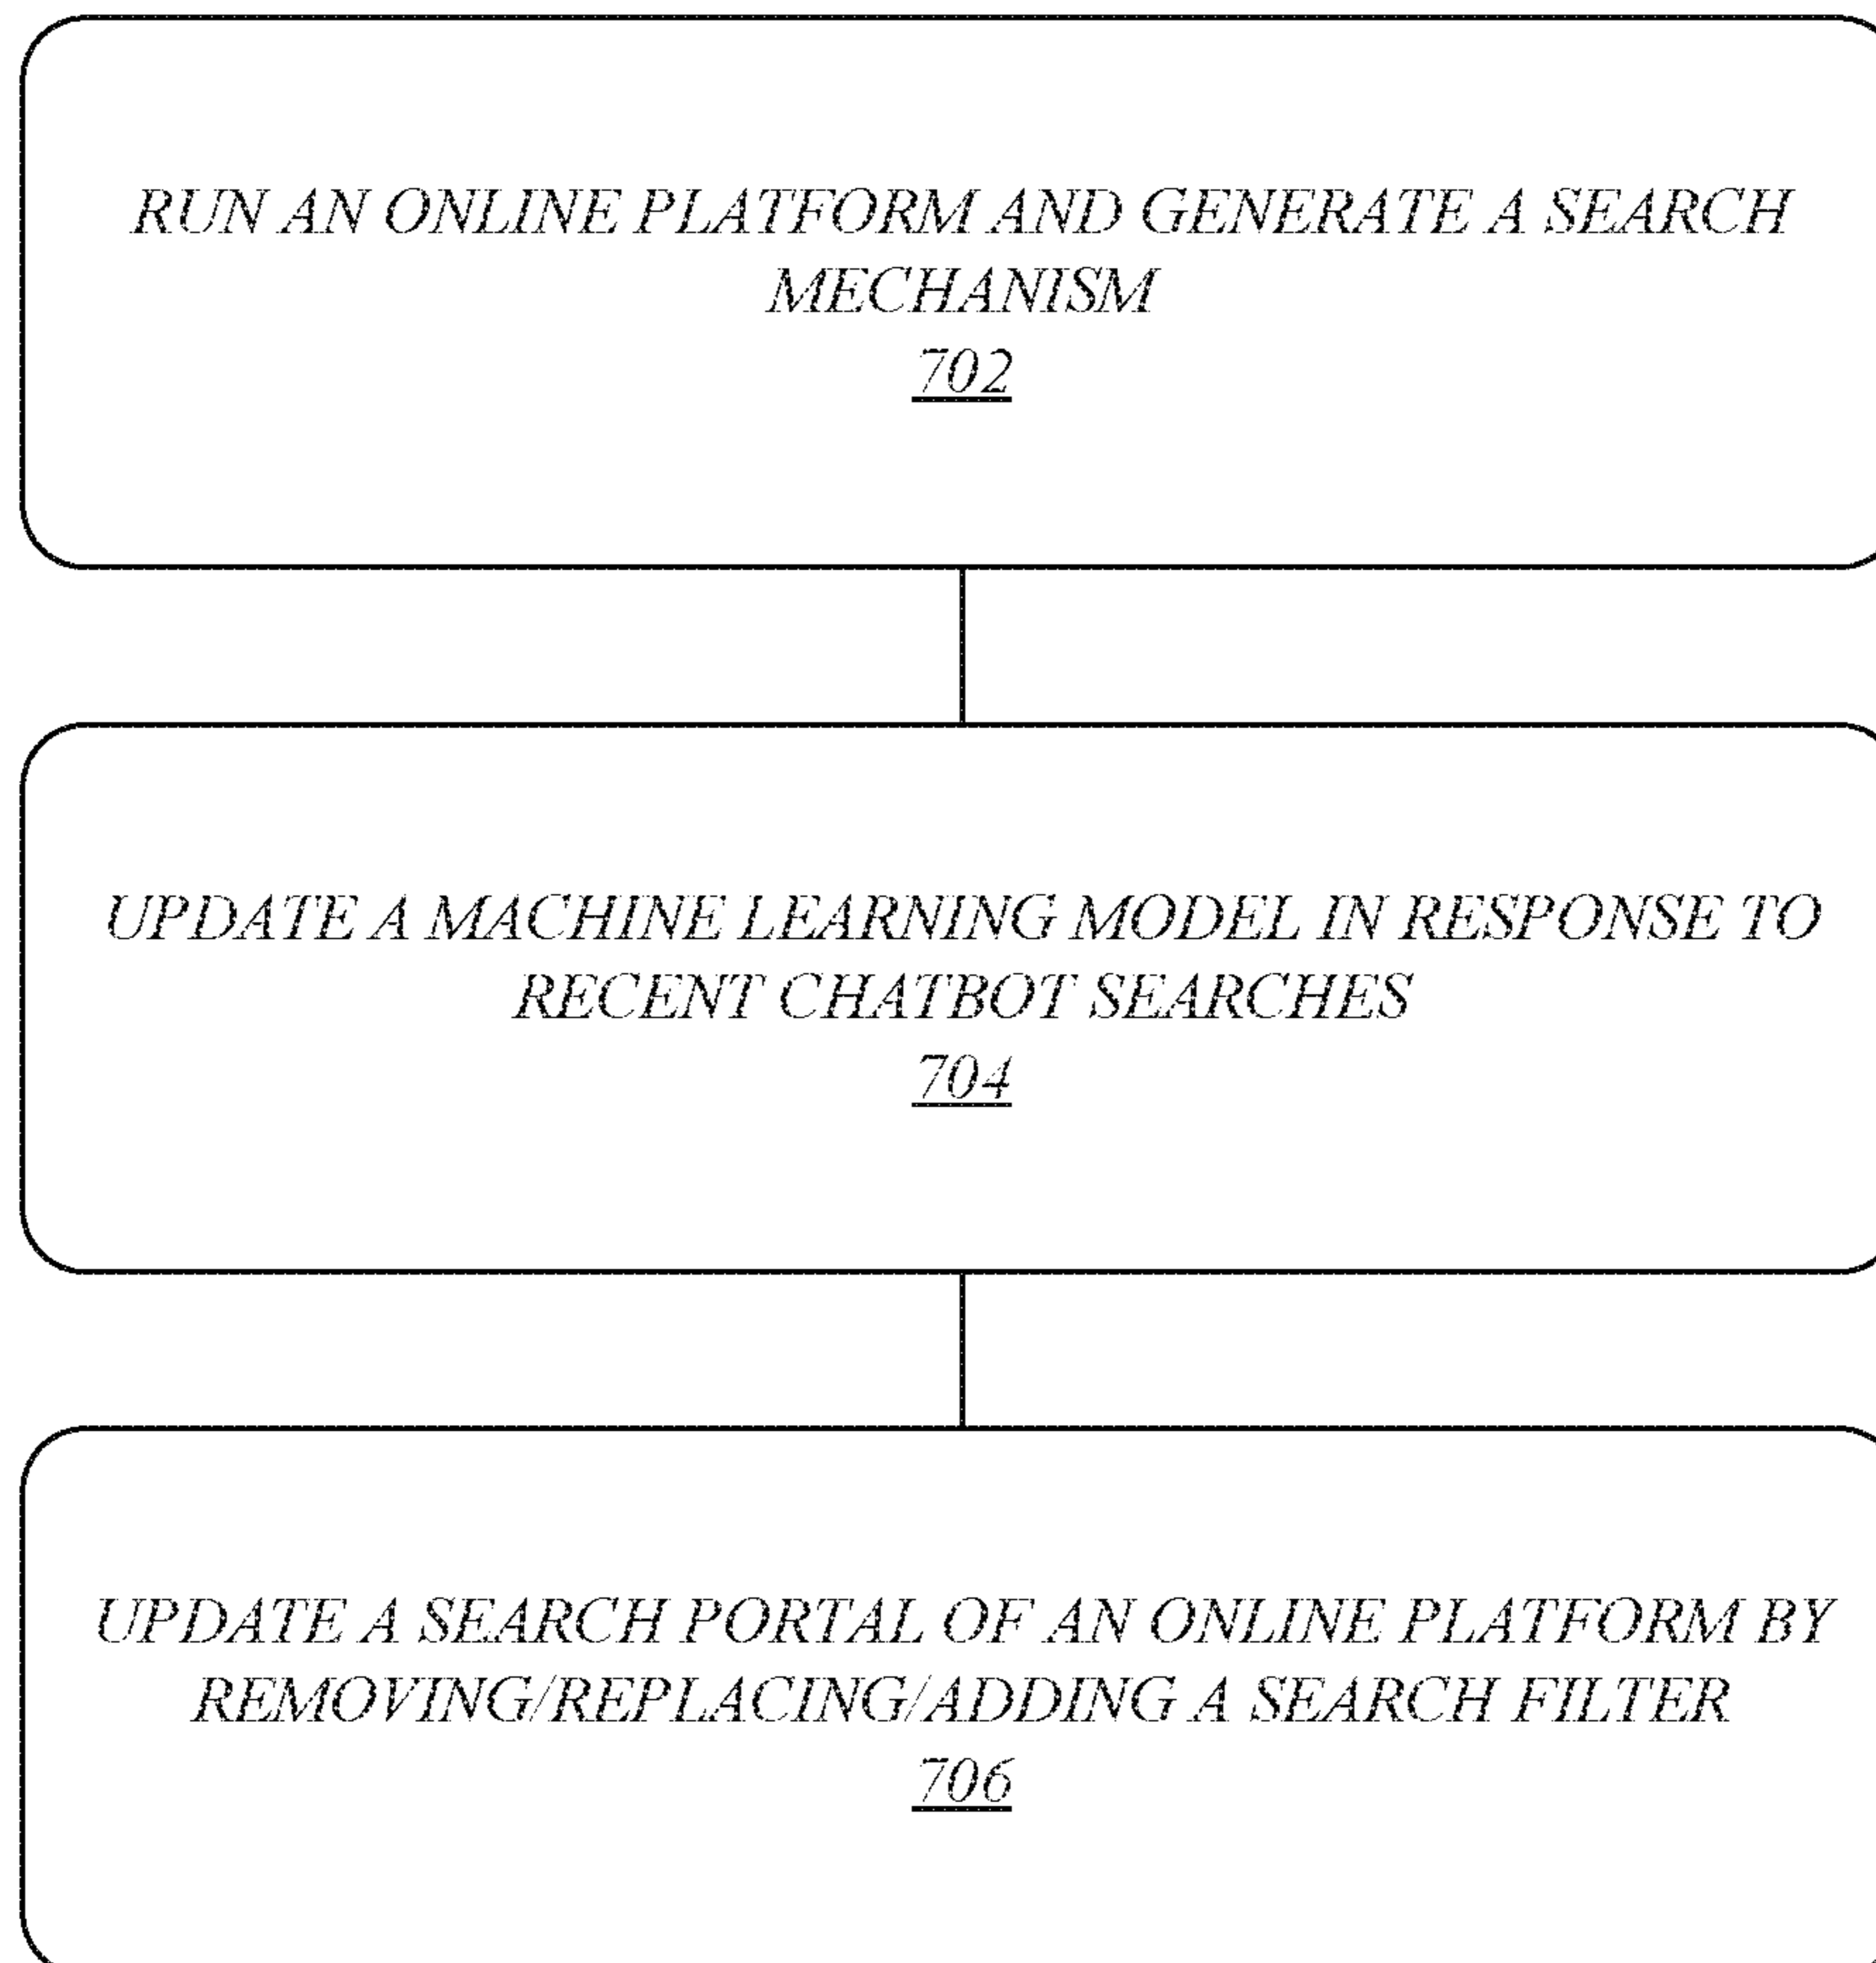 RUN AN ONLINE PLATFORM AND GENERATE A SEARCH
MECHANISM
702
UPDATE A MACHINE LEARNING MODEL IN RESPONSE TO
RECENT CHATBOT SEARCHES
704
UPDATE A SEARCH PORTAL OF AN ONLINE PLATFORM BY
REMOVING/REPLACING/ADDING A SEARCH FILTER
706